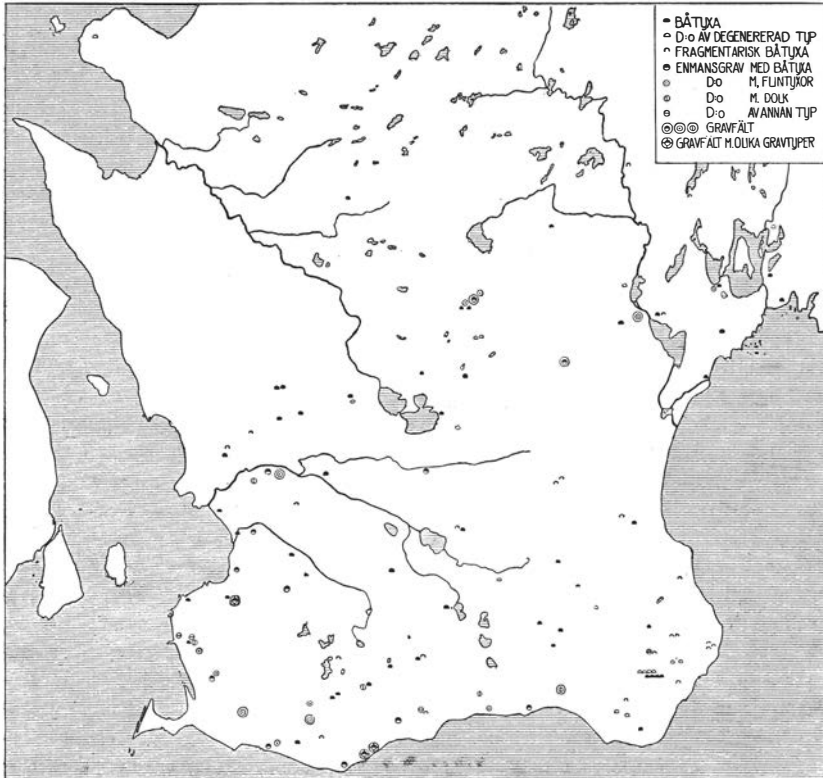 BÅTYXA
D:o AV DEGENERERAD TYP
FRAGMENTARISK BÅTYXA
ENMANSGRAV MED BÅTYXA
D:o M. FLINTYXOR
D:o M. DOLK
D:o AV ANNAN TYP
GRAVFÄLT
GRAVFÄLT M. OLIKA GRAVTYPER